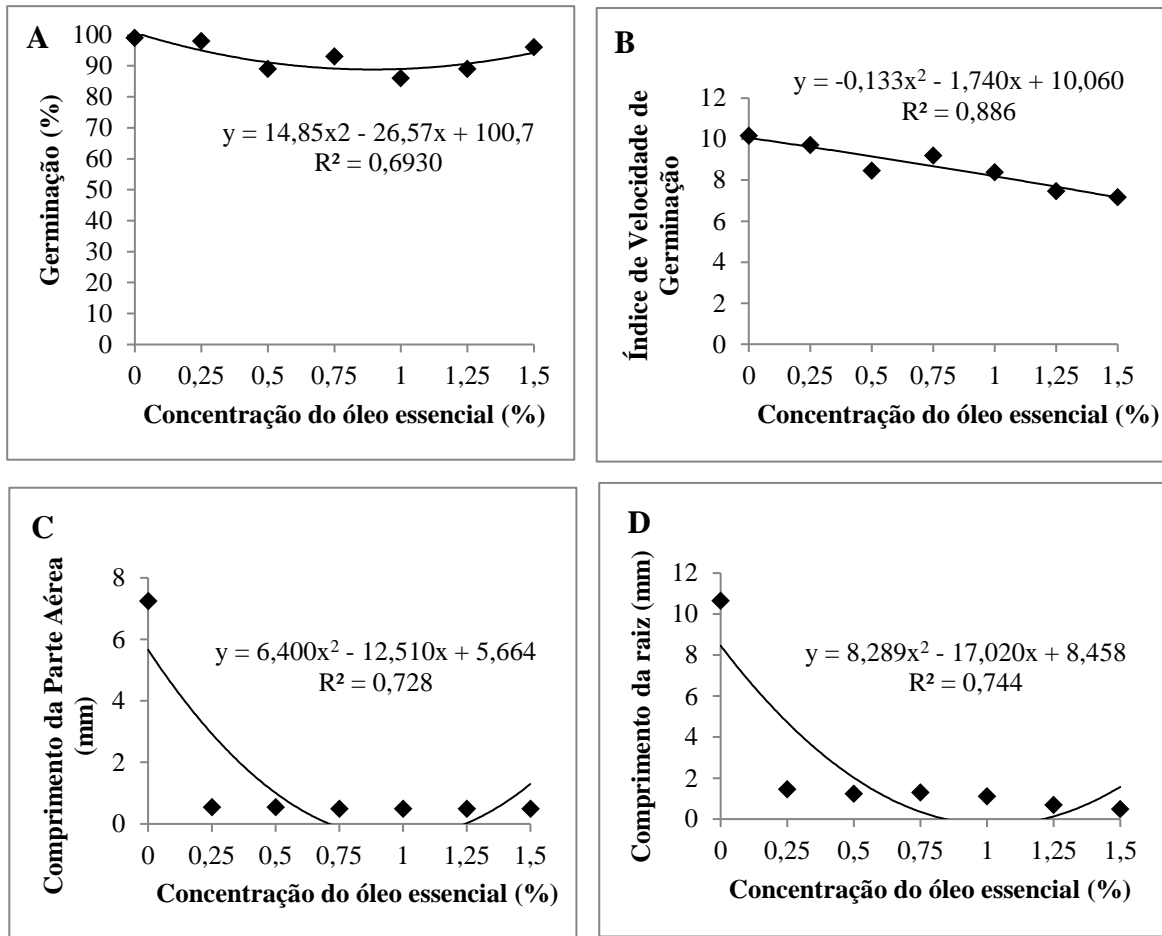 A
Germinação (%)
100
90
80
70
60
50
40
30
20
10
0
y = 14,85x2 - 26,57x + 100,7
R² = 0,6930
0 0,25 0,5 0,75 1 1,25 1,5
Concentração do óleo essencial (%)
B
Índice de Velocidade de
Germinação
12
10
8
6
4
2
0
y = -0,133x² - 1,740x + 10,060
R² = 0,886
0 0,25 0,5 0,75 1 1,25 1,5
Concentração do óleo essencial (%)
C
Comprimento da Parte Aérea
(mm)
8
6
4
2
0
y = 6,400x² - 12,510x + 5,664
R² = 0,728
0 0,25 0,5 0,75 1 1,25 1,5
Concentração do óleo essencial (%)
D
Comprimento da raiz (mm)
12
10
8
6
4
2
0
y = 8,289x² - 17,020x + 8,458
R² = 0,744
0 0,25 0,5 0,75 1 1,25 1,5
Concentração do óleo essencial (%)